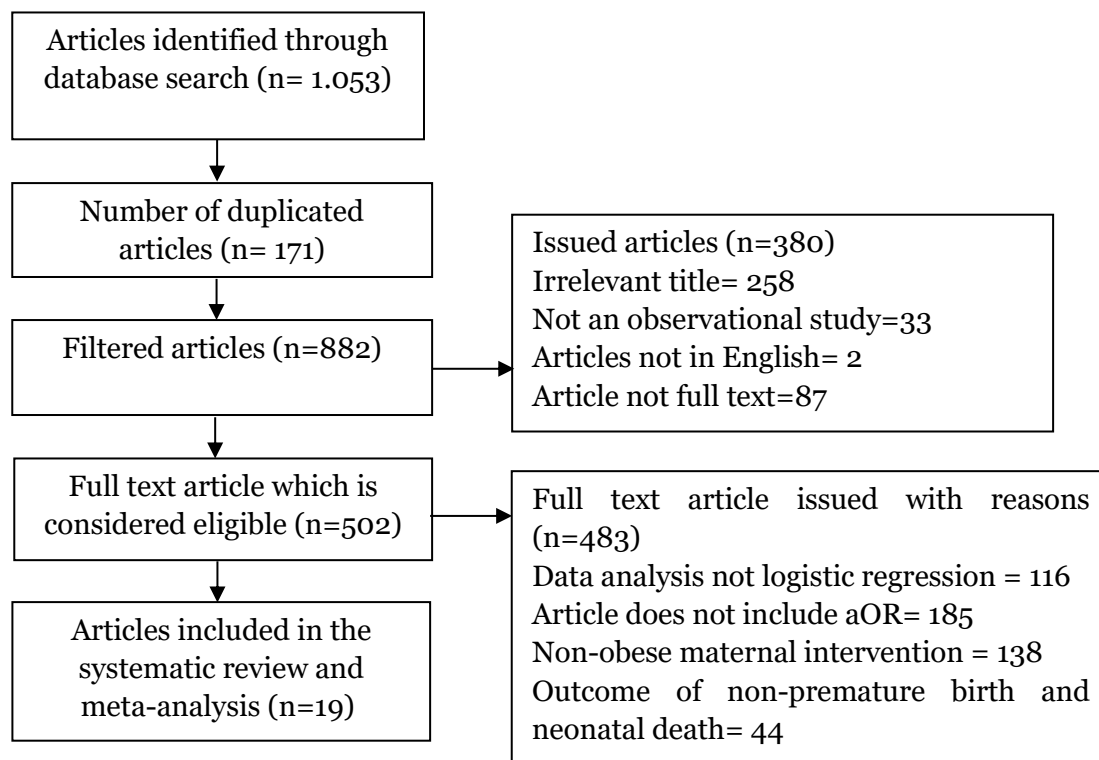 Articles identified through
database search (n= 1.053)
Number of duplicated
articles (n= 171)
Issued articles (n=380)
Irrelevant title= 258
Not an observational study=33
Articles not in English= 2
Article not full text=87
Filtered articles (n=882)
Full text article which is
considered eligible (n=502)
Full text article issued with reasons
(n=483)
Data analysis not logistic regression = 116
Article does not include aOR= 185
Non-obese maternal intervention = 138
Outcome of non-premature birth and
neonatal death= 44
Articles included in the
systematic review and
meta-analysis (n=19)